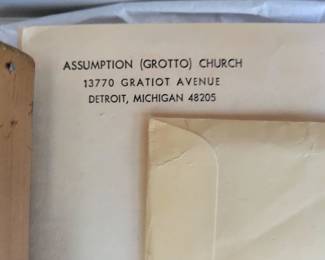 ASSUMPTION (GROTTO) CHURCH
13770 GRATIOT AVENUE
DETROIT, MICHIGAN 48205